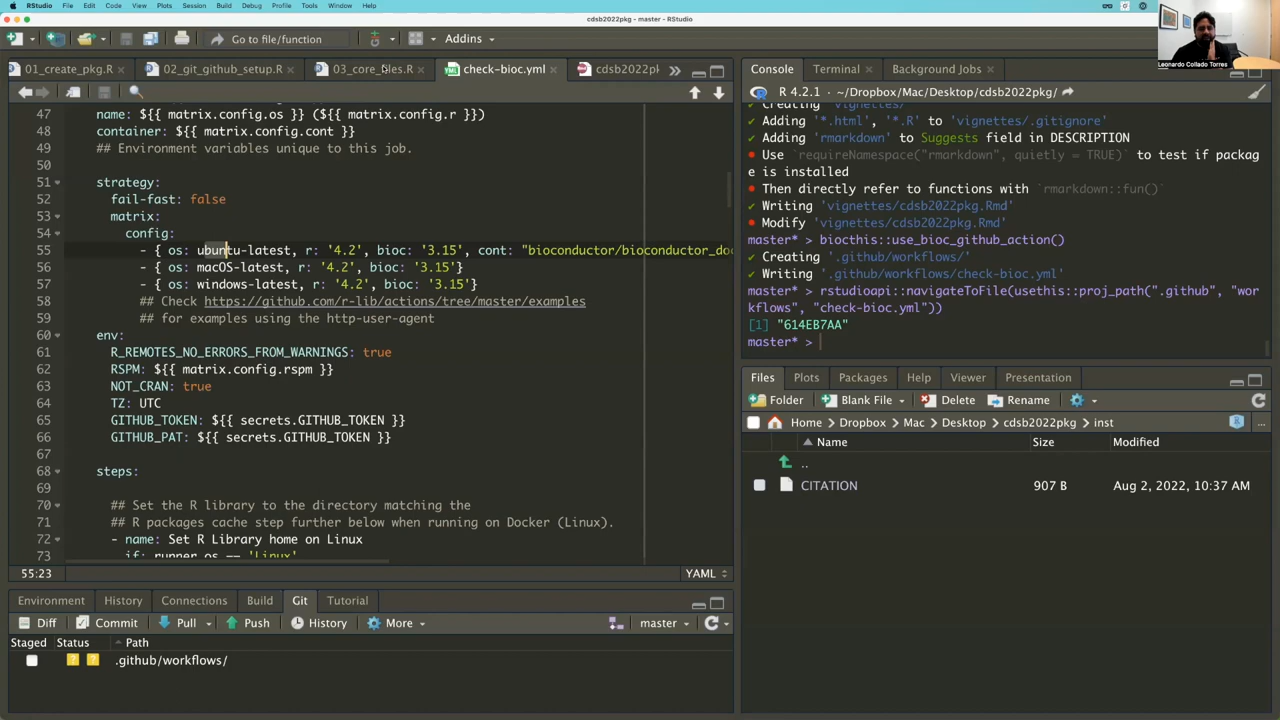 RStudio File Edit Code View Plots Session Build Debug Profile Tools Window Help
cdsb2022pkg - master - RStudio
Go to file/function Addins
01_create_pkg.R 02_git_github_setup.R 03_core_files.R check-bioc.yml cdsb2022pk
47 name: ${{ matrix.config.os }} (${{ matrix.config.r }})
48 container: ${{ matrix.config.cont }}
49 ## Environment variables unique to this job.
50
51 strategy:
52 fail-fast: false
53 matrix:
54 config:
55 - { os: ubuntu-latest, r: '4.2', bioc: '3.15', cont: "bioconductor/bioconductor_do
56 - { os: macOS-latest, r: '4.2', bioc: '3.15'}
57 - { os: windows-latest, r: '4.2', bioc: '3.15'}
58 ## Check https://github.com/r-lib/actions/tree/master/examples
59 ## for examples using the http-user-agent
60 env:
61 R_REMOTES_NO_ERRORS_FROM_WARNINGS: true
62 RSPM: ${{ matrix.config.rspm }}
63 NOT_CRAN: true
64 TZ: UTC
65 GITHUB_TOKEN: ${{ secrets.GITHUB_TOKEN }}
66 GITHUB_PAT: ${{ secrets.GITHUB_TOKEN }}
67
68 steps:
69
70 ## Set the R library to the directory matching the
71 ## R packages cache step further below when running on Docker (Linux).
72 - name: Set R Library home on Linux
73 if: runner.os == 'Linux'
55:23 YAML
Environment History Connections Build Git Tutorial
Diff Commit Pull Push History More master
Staged Status Path
? ? .github/workflows/
Leonardo Collado Torres
Console Terminal Background Jobs
R 4.2.1 · ~/Dropbox/Mac/Desktop/cdsb2022pkg/
✔ Creating 'vignettes/'
✔ Adding '*.html', '*.R' to 'vignettes/.gitignore'
✔ Adding 'rmarkdown' to Suggests field in DESCRIPTION
• Use `requireNamespace("rmarkdown", quietly = TRUE)` to test if packag
e is installed
• Then directly refer to functions with `rmarkdown::fun()`
✔ Writing 'vignettes/cdsb2022pkg.Rmd'
• Modify 'vignettes/cdsb2022pkg.Rmd'
master* > biocthis::use_bioc_github_action()
✔ Creating '.github/workflows/'
✔ Writing '.github/workflows/check-bioc.yml'
master* > rstudioapi::navigateToFile(usethis::proj_path(".github", "wor
kflows", "check-bioc.yml"))
[1] "614EB7AA"
master* >
Files Plots Packages Help Viewer Presentation
Folder Blank File Delete Rename
Home Dropbox Mac Desktop cdsb2022pkg inst ...
Name Size Modified
..
CITATION 907 B Aug 2, 2022, 10:37 AM